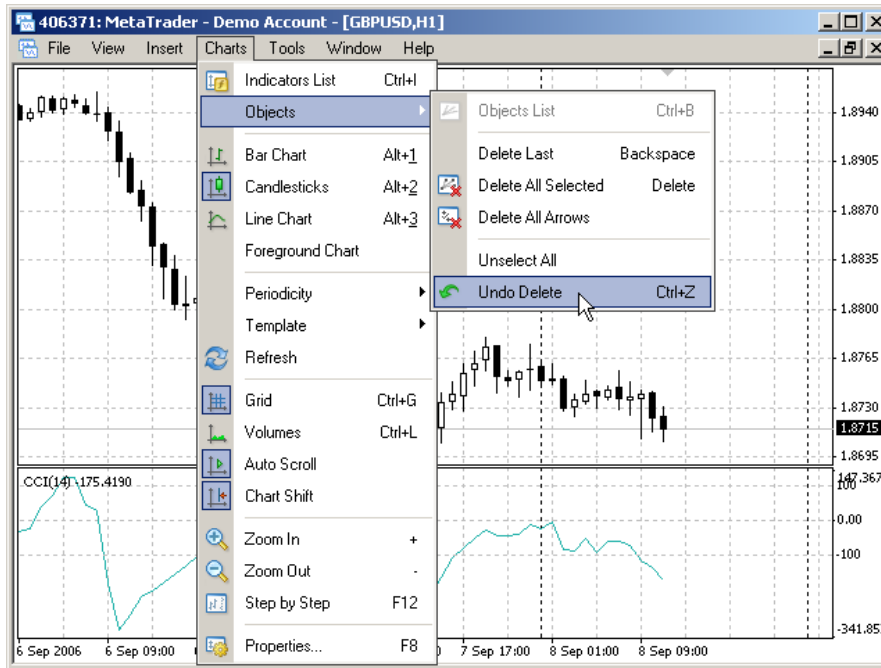 406371: MetaTrader - Demo Account - [GBPUSD,H1]
File View Insert Charts Tools Window Help
Indicators List Ctrl+I
Objects
Bar Chart Alt+1
Candlesticks Alt+2
Line Chart Alt+3
Foreground Chart
Periodicity
Template
Refresh
Grid Ctrl+G
Volumes Ctrl+L
Auto Scroll
Chart Shift
Zoom In +
Zoom Out -
Step by Step F12
Properties... F8
Objects List Ctrl+B
Delete Last Backspace
Delete All Selected Delete
Delete All Arrows
Unselect All
Undo Delete Ctrl+Z
1.8940
1.8905
1.8870
1.8835
1.8800
1.8765
1.8730
1.8715
1.8695
CCI(14) -175.4190
147.367
100
0.00
-100
-341.85
6 Sep 2006 6 Sep 09:00 7 Sep 17:00 8 Sep 01:00 8 Sep 09:00